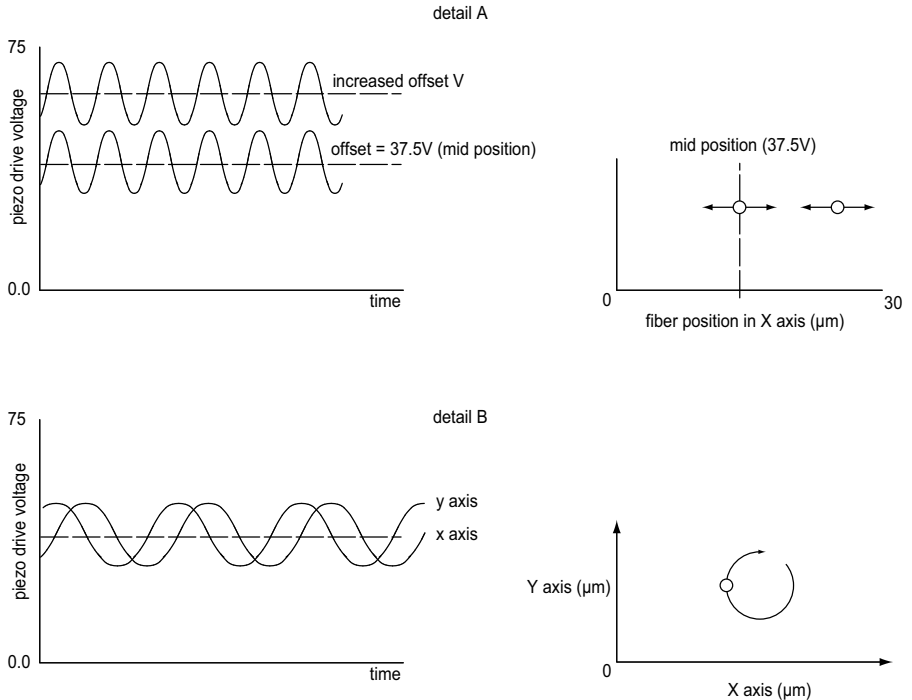 detail A
75
piezo drive voltage
increased offset V
offset = 37.5V (mid position)
0.0
time
mid position (37.5V)
0
30
fiber position in X axis (µm)
detail B
75
piezo drive voltage
y axis
x axis
0.0
time
Y axis (µm)
0
X axis (µm)